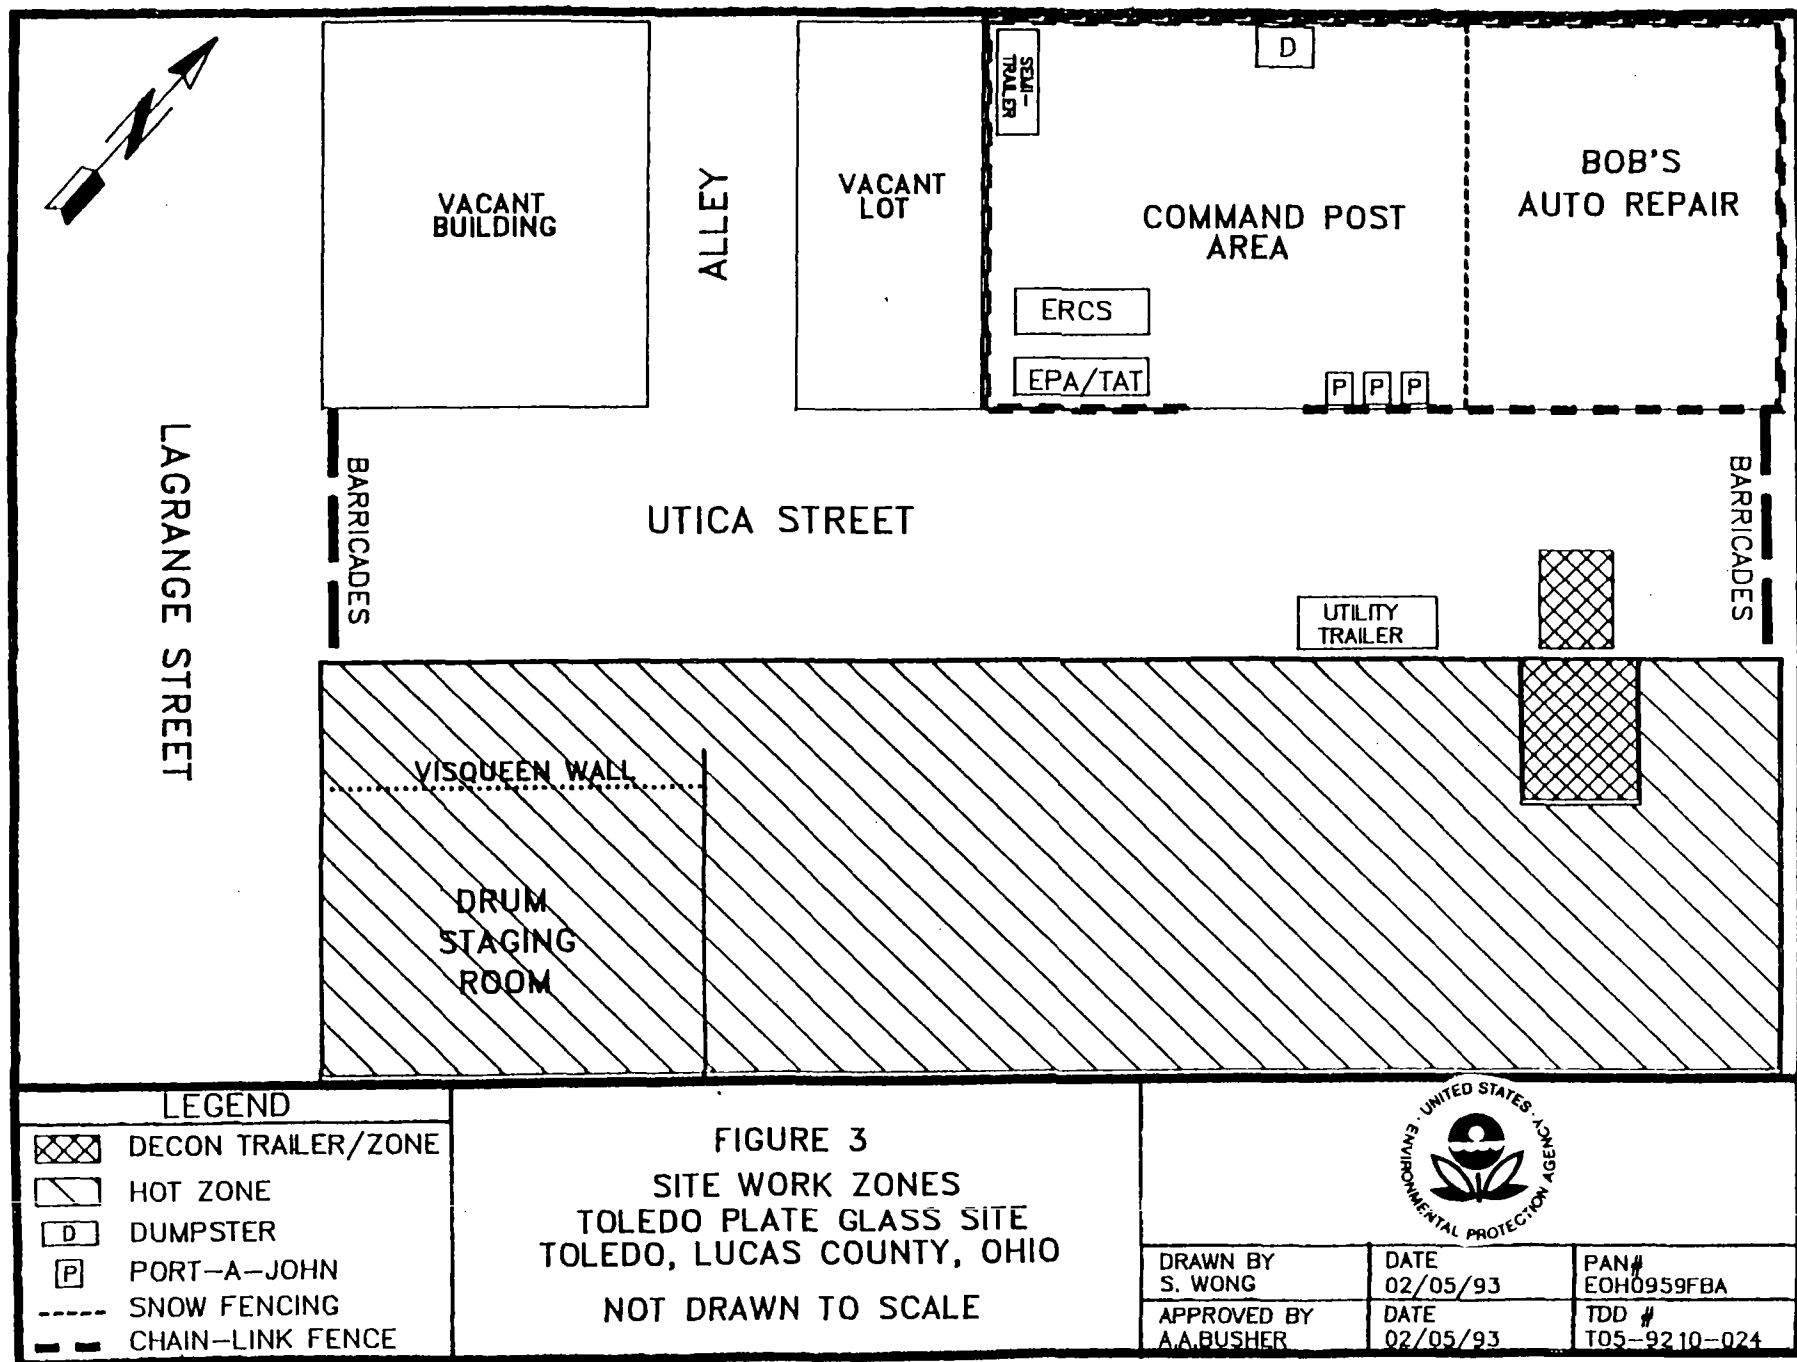 N
SEMI-
TRAILER
D
VACANT
BUILDING
ALLEY
VACANT
LOT
COMMAND POST
AREA
BOB'S
AUTO REPAIR
ERCS
EPA/TAT
P P P
LAGRANGE STREET
BARRICADES
UTICA STREET
BARRICADES
UTILITY
TRAILER
VISQUEEN WALL
DRUM
STAGING
ROOM
LEGEND
DECON TRAILER/ZONE
HOT ZONE
D DUMPSTER
P PORT-A-JOHN
SNOW FENCING
CHAIN-LINK FENCE
FIGURE 3
SITE WORK ZONES
TOLEDO PLATE GLASS SITE
TOLEDO, LUCAS COUNTY, OHIO
NOT DRAWN TO SCALE
UNITED STATES
ENVIRONMENTAL PROTECTION AGENCY
DRAWN BY
S. WONG
DATE
02/05/93
PAN#
EOH0959FBA
APPROVED BY
A.A.BUSHER
DATE
02/05/93
TDD #
T05-9210-024